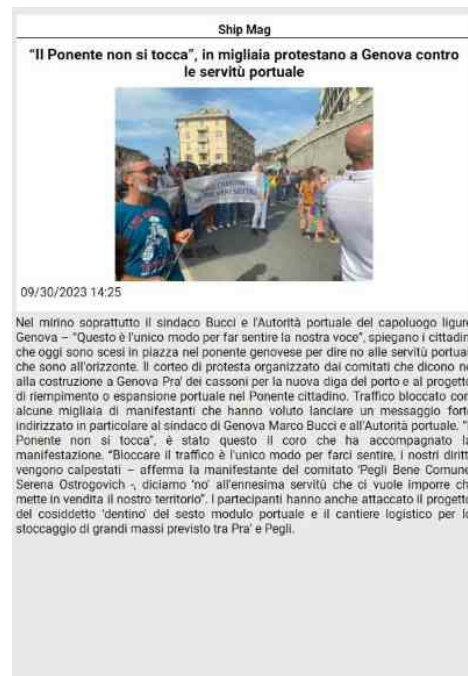 Ship Mag
"Il Ponente non si tocca", in migliaia protestano a Genova contro
le servitù portuale
09/30/2023 14:25
Nel mirino soprattutto il sindaco Bucci e l'Autorità portuale del capoluogo ligure
Genova – "Questo è l'unico modo per far sentire la nostra voce", spiegano i cittadin
che oggi sono scesi in piazza nel ponente genovese per dire no alle servitù portual
che sono all'orizzonte. Il corteo di protesta organizzato dai comitati che dicono no
alla costruzione a Genova Pra' dei cassoni per la nuova diga del porto e al progetto
di riempimento o espansione portuale nel Ponente cittadino. Traffico bloccato con
alcune migliaia di manifestanti che hanno voluto lanciare un messaggio forte
indirizzato in particolare al sindaco di Genova Marco Bucci e all'Autorità portuale. "I
Ponente non si tocca", è stato questo il coro che ha accompagnato la
manifestazione. "Bloccare il traffico è l'unico modo per farci sentire, i nostri diritt
vengono calpestati – afferma la manifestante del comitato 'Pegli Bene Comune
Serena Ostrogovich -, diciamo 'no' all'ennesima servitù che ci vuole imporre ch
mette in vendita il nostro territorio". I partecipanti hanno anche attaccato il progetto
del cosiddetto 'dentino' del sesto modulo portuale e il cantiere logistico per lo
stoccaggio di grandi massi previsto tra Pra' e Pegli.